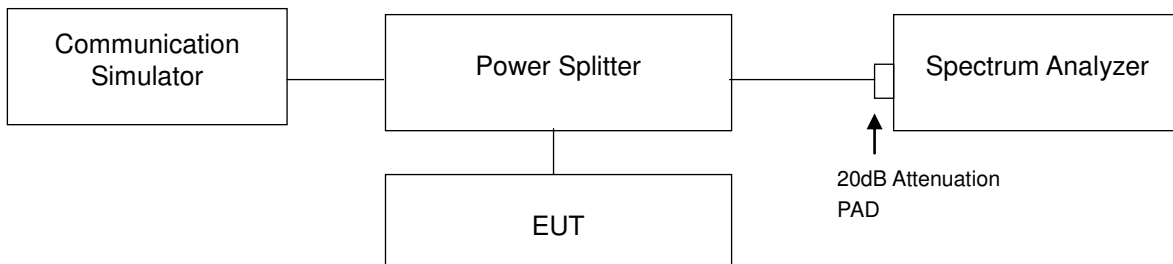 Communication
Simulator
Power Splitter
Spectrum Analyzer
20dB Attenuation
PAD
EUT